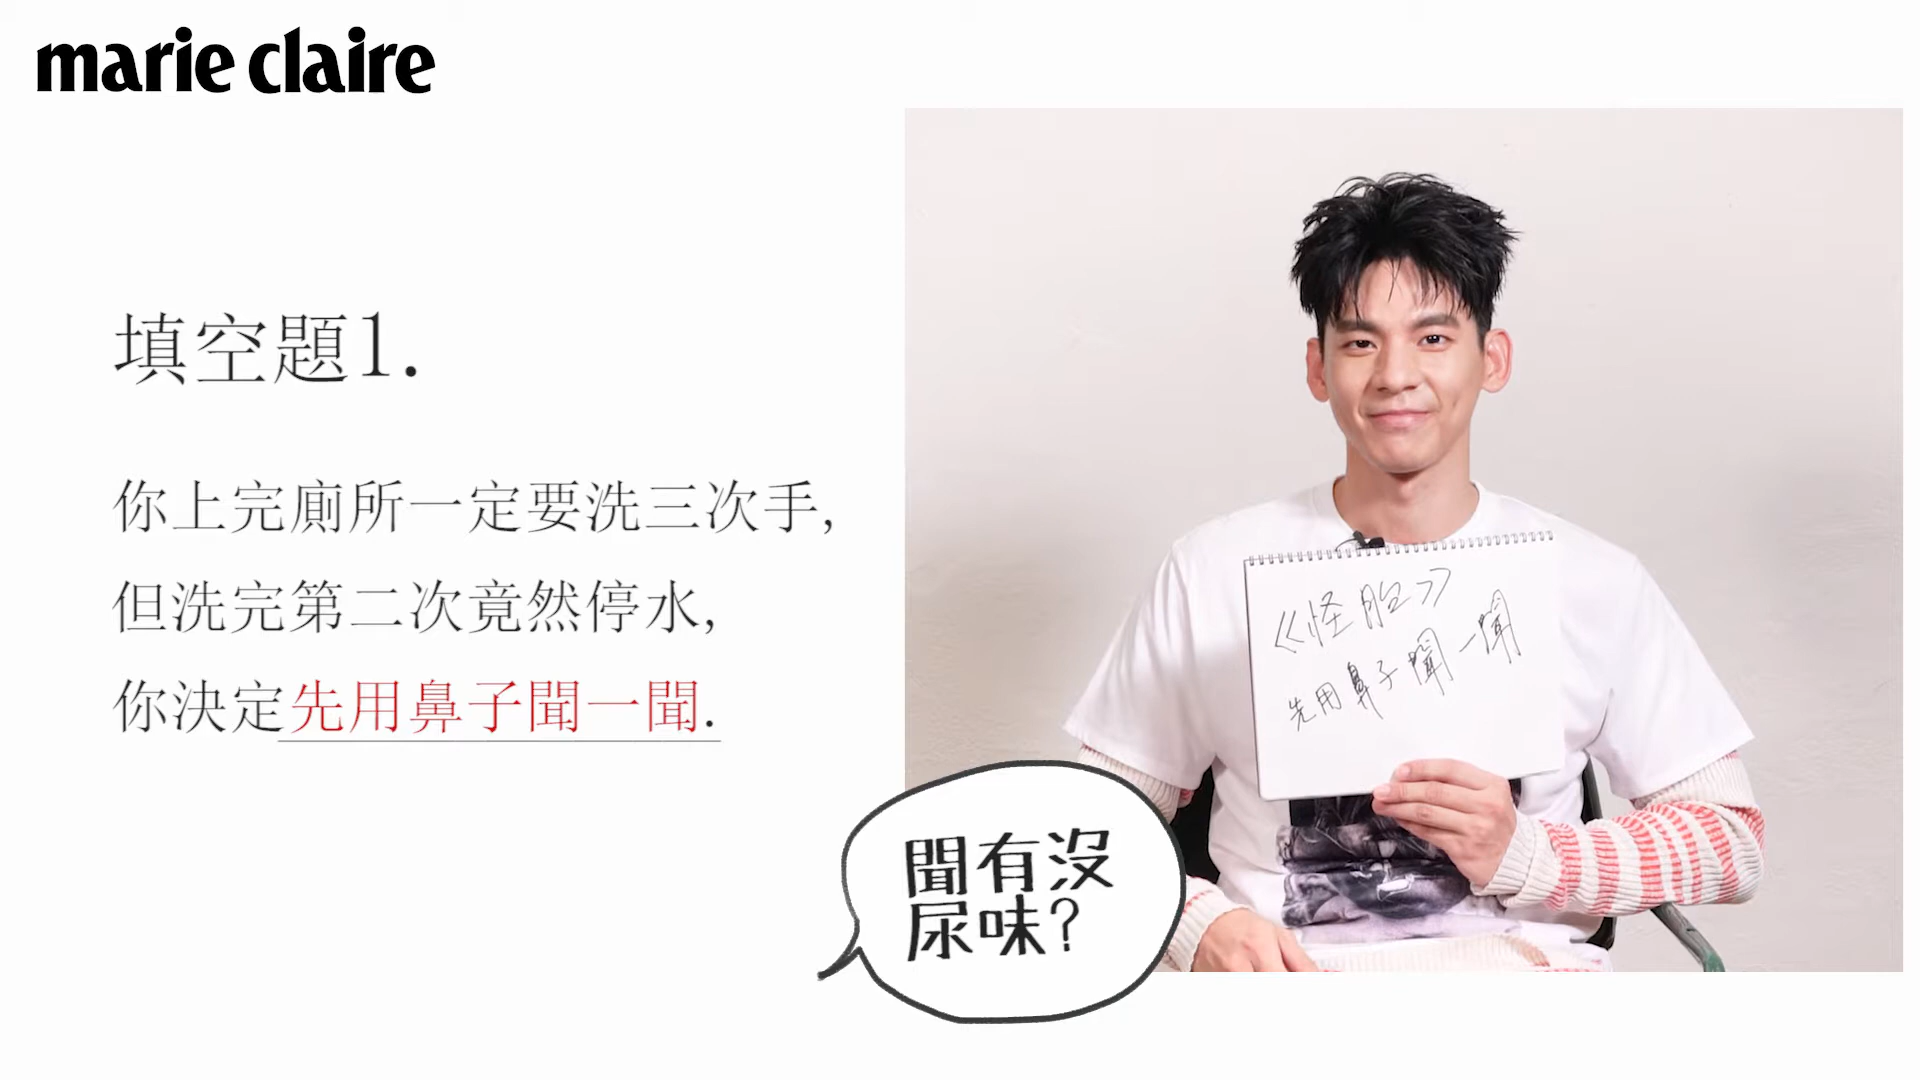 marie claire
填空題1.
你上完廁所一定要洗三次手,
但洗完第二次竟然停水,
你決定先用鼻子聞一聞.
《怪胎》
先用鼻子聞一聞
聞有沒
尿味?